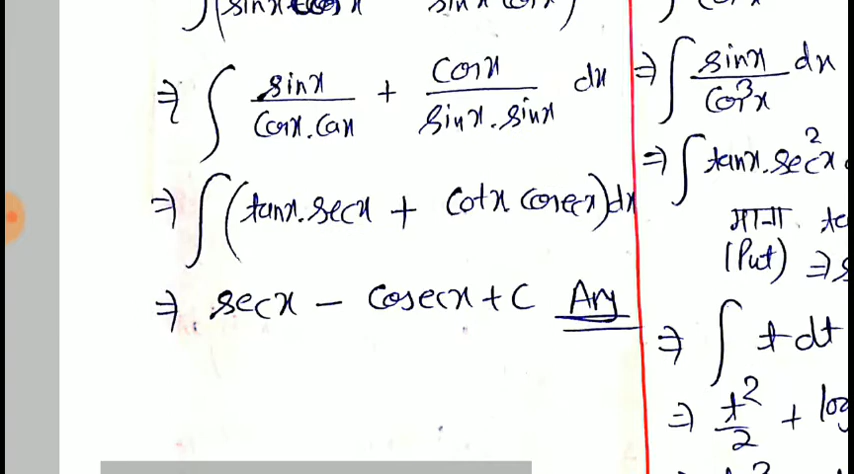 ⇒ ∫ sinx/(cosx.cosx) + cosx/(sinx.sinx) dx
⇒ ∫(tanx.secx + cotx cosecx)dx
⇒ secx - cosecx + C Ans
⇒ ∫ sinx/cos³x dx
⇒ ∫ tanx.sec²x
माना
(Put) ⇒
⇒ ∫ t dt
⇒ t²/2 + log